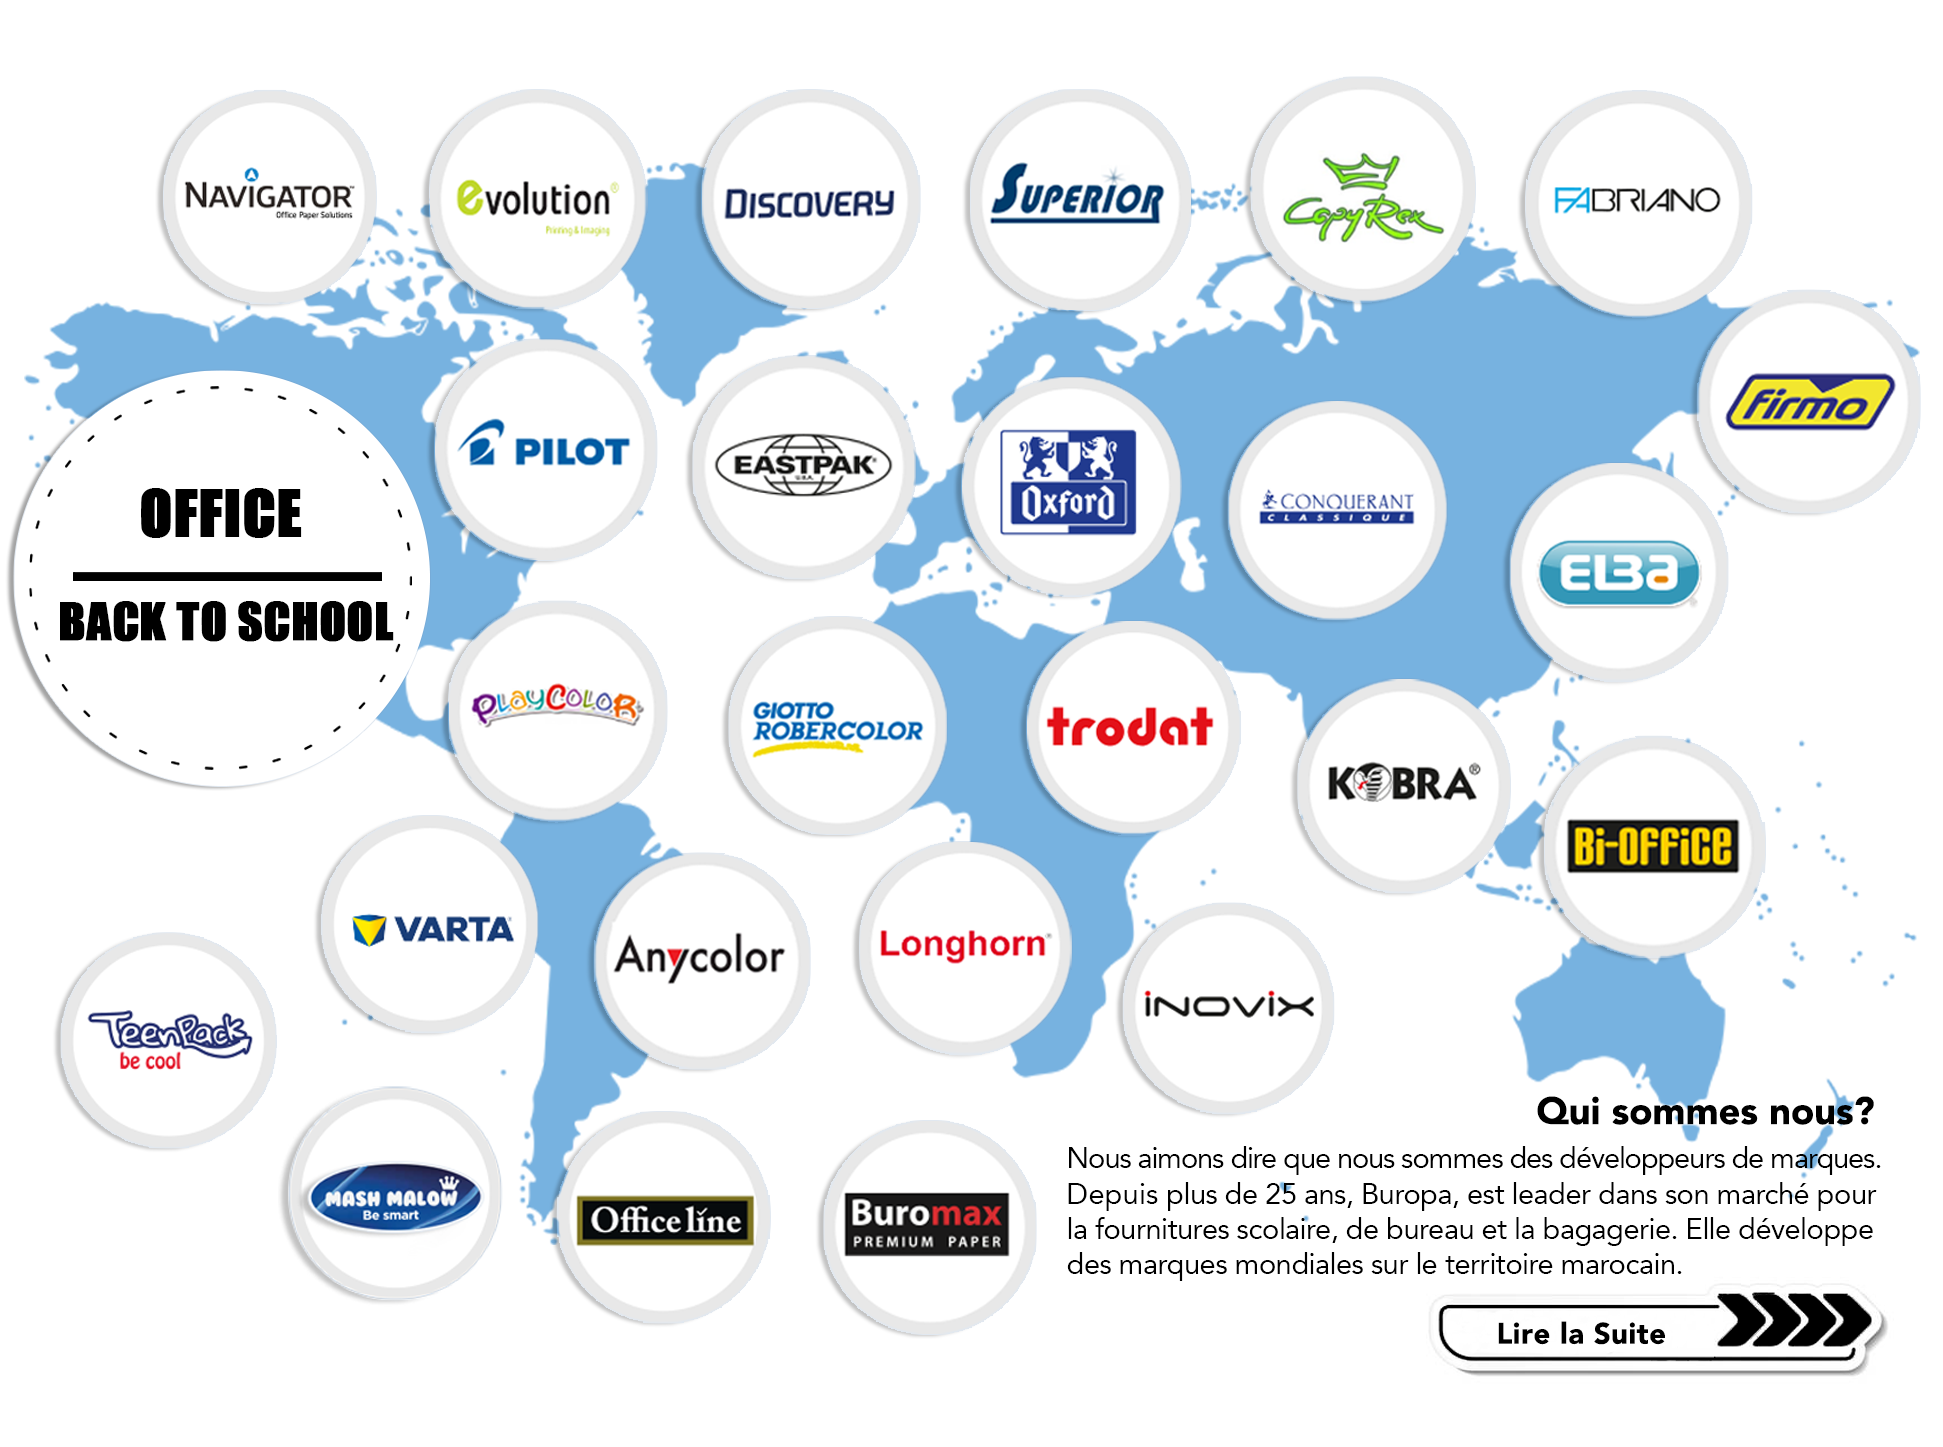 NAVIGATOR
Office Paper Solutions
evolution®
Printing & Imaging
DISCOVERY
SUPERIOR
CopyRex
FABRIANO
firmo
PILOT
EASTPAK®
U.S.A.
Oxford
CONQUERANT
CLASSIQUE
ELBA
OFFICE
BACK TO SCHOOL
PLAYCOLOR
GIOTTO
ROBERCOLOR
trodat
KOBRA®
Bi-OFFiCE
VARTA
Anycolor
Longhorn
iNOViX
TeenPack
be cool
MASH MALOW
Be smart
Office line
Buromax
PREMIUM PAPER
Qui sommes nous?
Nous aimons dire que nous sommes des développeurs de marques.
Depuis plus de 25 ans, Buropa, est leader dans son marché pour
la fournitures scolaire, de bureau et la bagagerie. Elle développe
des marques mondiales sur le territoire marocain.
Lire la Suite